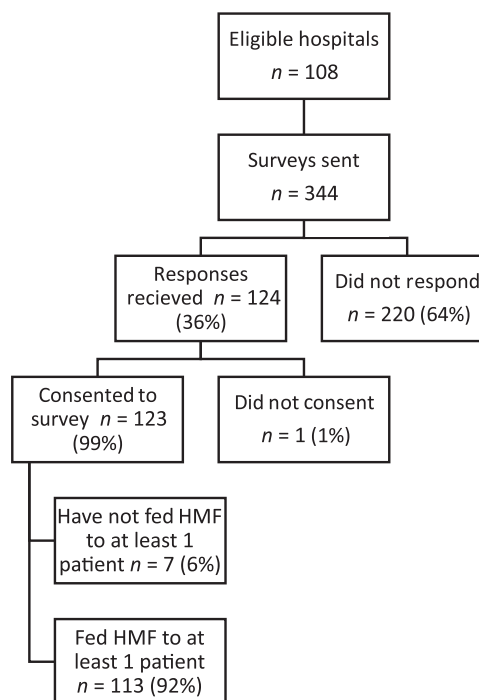 Eligible hospitals
n = 108
Surveys sent
n = 344
Responses
recieved n = 124
(36%)
Did not respond
n = 220 (64%)
Consented to
survey n = 123
(99%)
Did not consent
n = 1 (1%)
Have not fed HMF
to at least 1
patient n = 7 (6%)
Fed HMF to at
least 1 patient
n = 113 (92%)